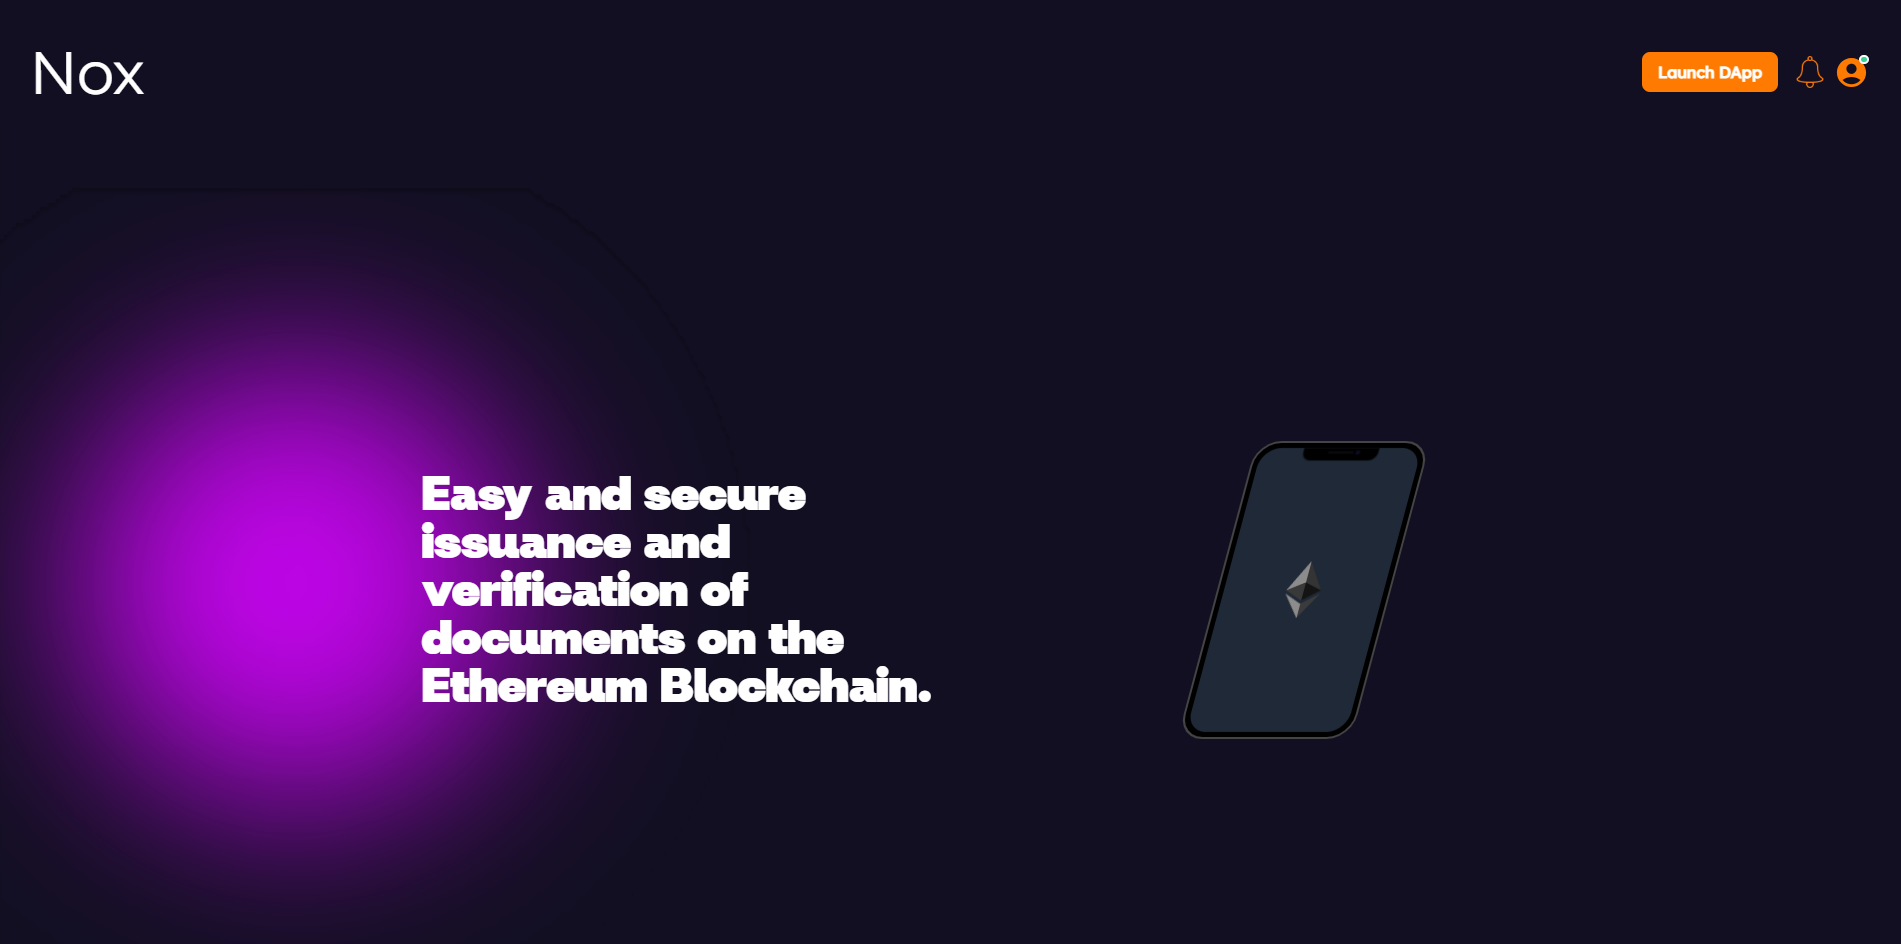 Nox
Launch DApp
Easy and secure
issuance and
verification of
documents on the
Ethereum Blockchain.